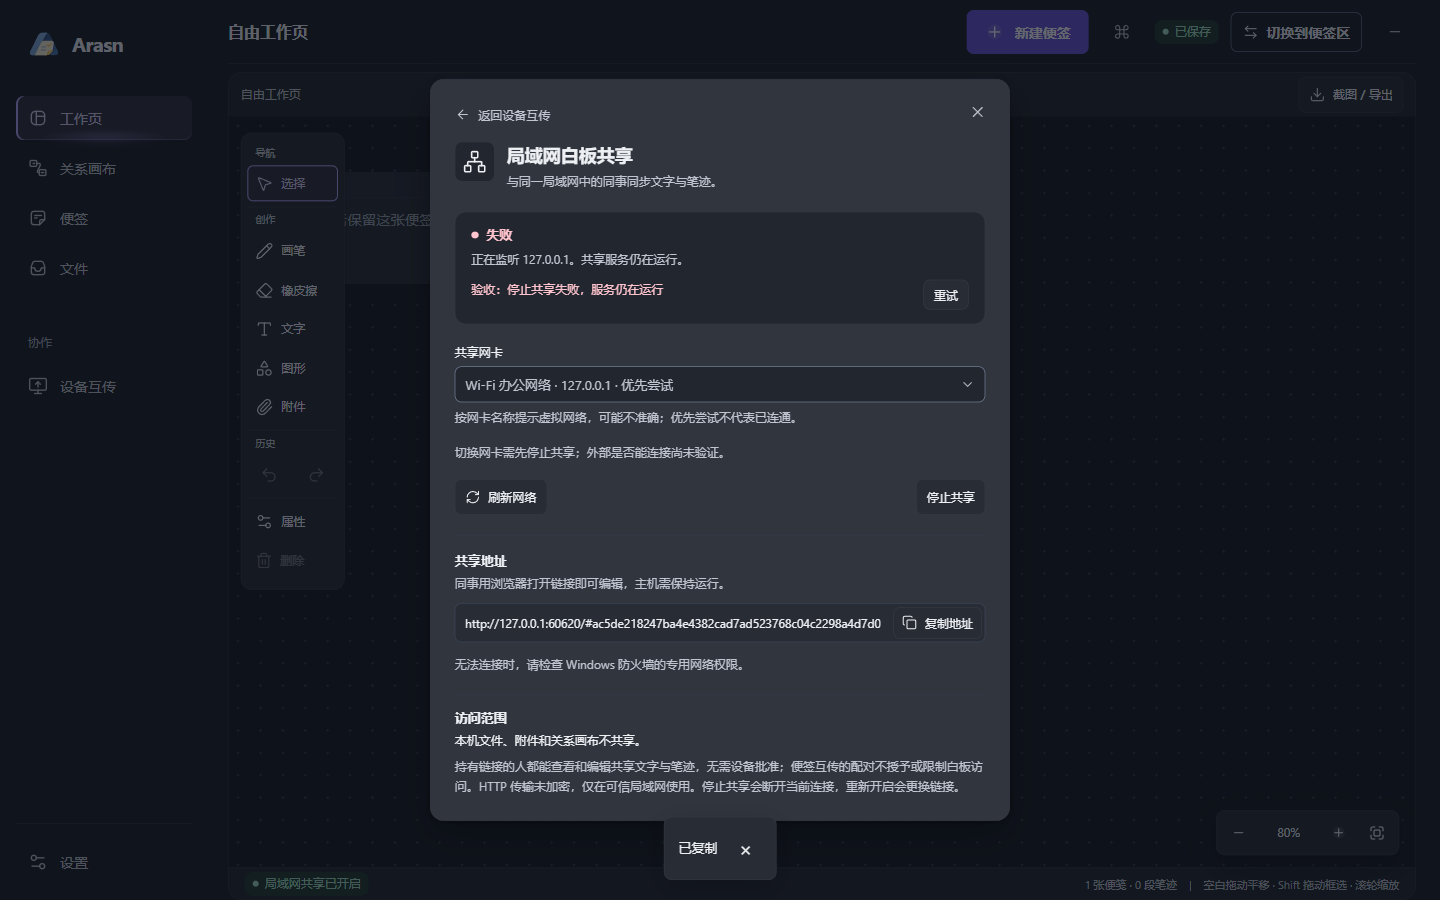 Arasn
自由工作页
新建便签
已保存
切换到便签区
工作页
关系画布
便签
文件
协作
设备互传
设置
自由工作页
截图 / 导出
导航
选择
创作
画笔
橡皮擦
文字
图形
附件
历史
属性
删除
保留这张便签
返回设备互传
局域网白板共享
与同一局域网中的同事同步文字与笔迹。
失败
正在监听 127.0.0.1。共享服务仍在运行。
验收：停止共享失败，服务仍在运行
重试
共享网卡
Wi-Fi 办公网络 · 127.0.0.1 · 优先尝试
按网卡名称提示虚拟网络，可能不准确；优先尝试不代表已连通。
切换网卡需先停止共享；外部是否能连接尚未验证。
刷新网络
停止共享
共享地址
同事用浏览器打开链接即可编辑，主机需保持运行。
http://127.0.0.1:60620/#ac5de218247ba4e4382cad7ad523768c04c2298a4d7d0
复制地址
无法连接时，请检查 Windows 防火墙的专用网络权限。
访问范围
本机文件、附件和关系画布不共享。
持有链接的人都能查看和编辑共享文字与笔迹，无需设备批准；便签互传的配对不授予或限制白板访
问。HTTP 传输未加密，仅在可信局域网使用。停止共享会断开当前连接，重新开启会更换链接。
已复制
80%
局域网共享已开启
1 张便笺 · 0 段笔迹 | 空白拖动平移 · Shift 拖动框选 · 滚轮缩放